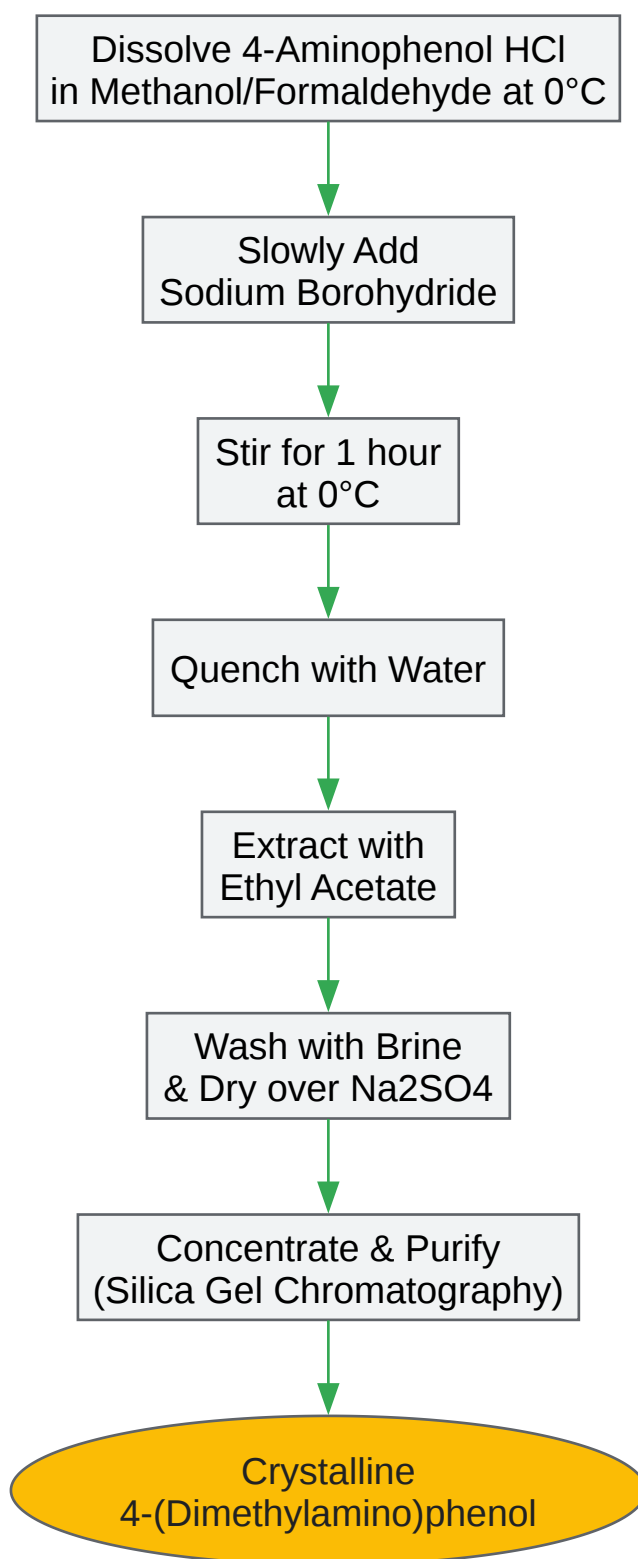 Dissolve 4-Aminophenol HCl
in Methanol/Formaldehyde at 0°C
Slowly Add
Sodium Borohydride
Stir for 1 hour
at 0°C
Quench with Water
Extract with
Ethyl Acetate
Wash with Brine
& Dry over Na2SO4
Concentrate & Purify
(Silica Gel Chromatography)
Crystalline
4-(Dimethylamino)phenol